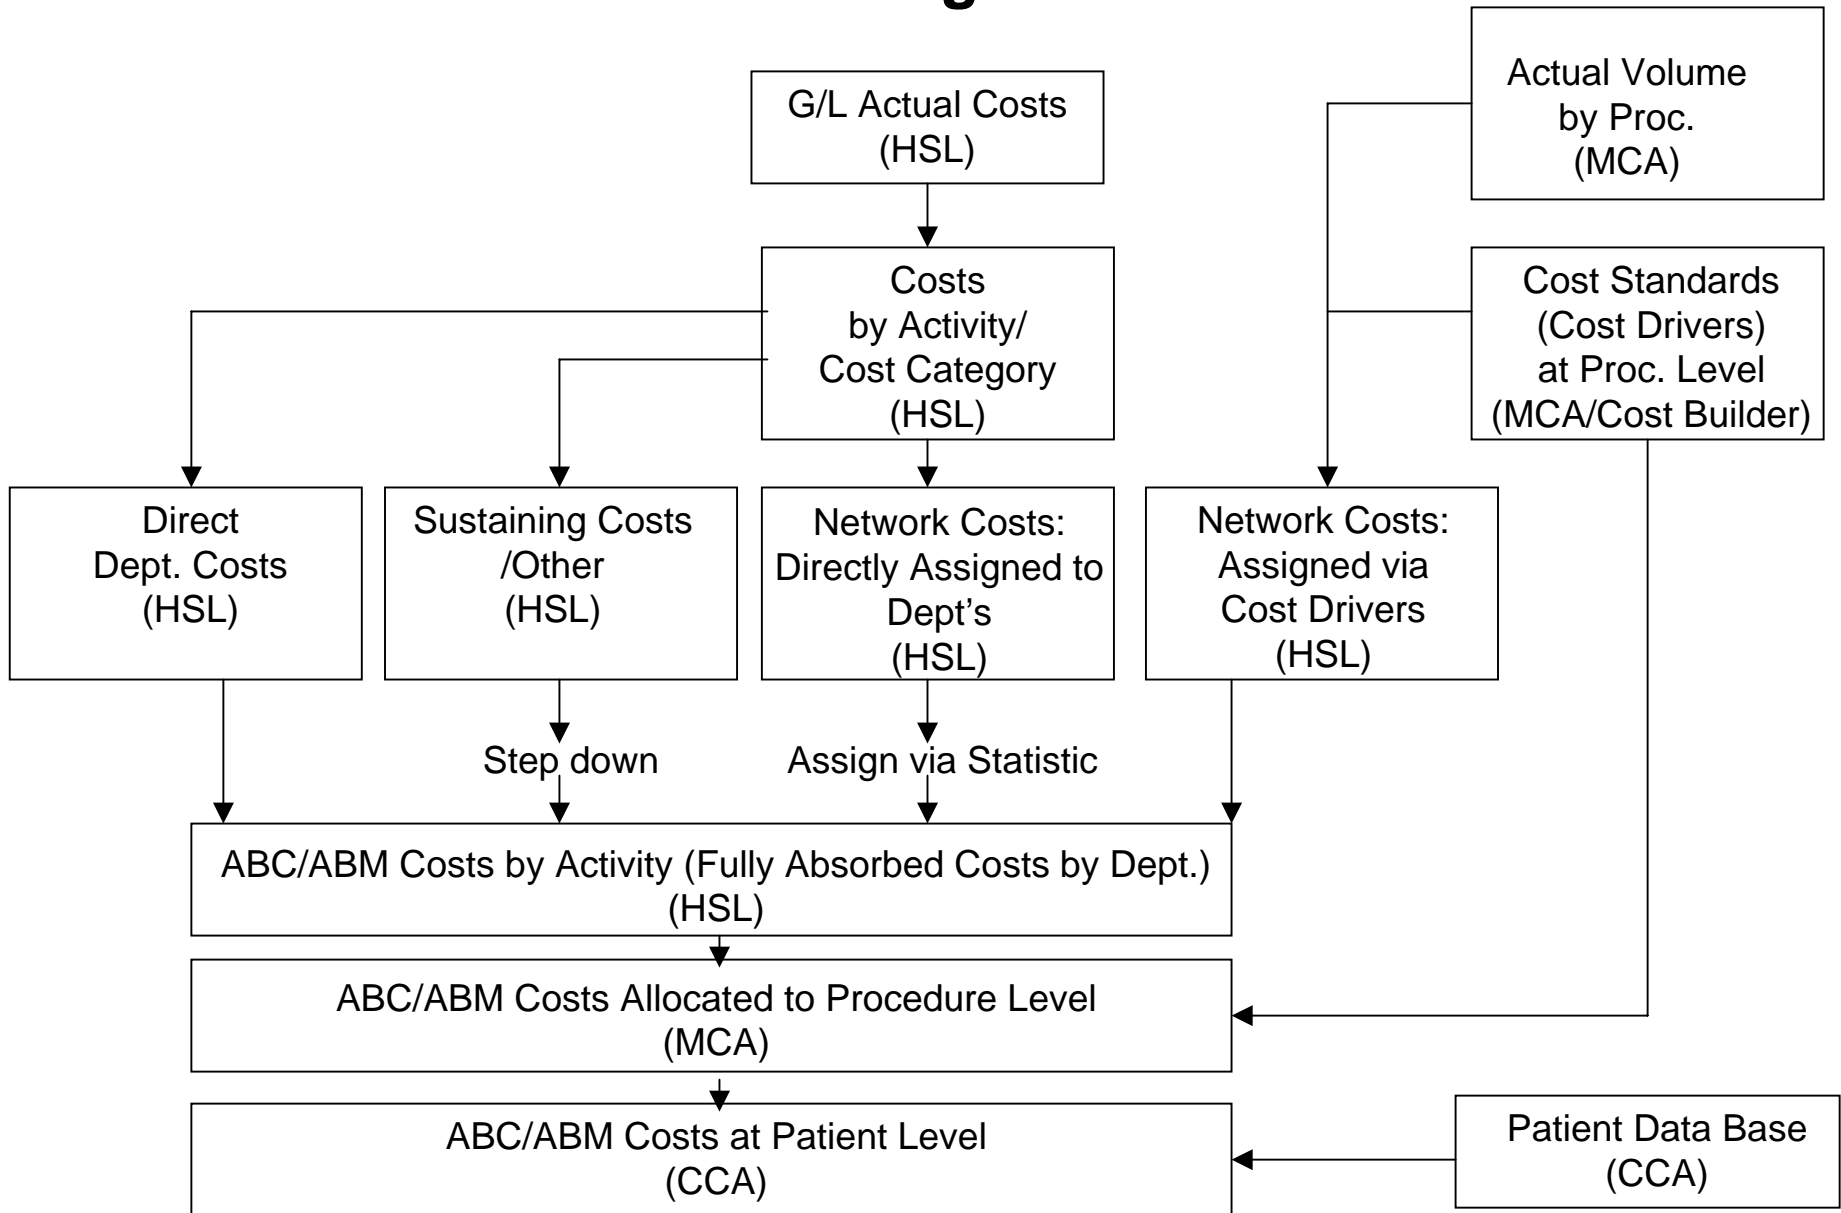 G/L Actual Costs
(HSL)
Actual Volume
by Proc.
(MCA)
Costs
by Activity/
Cost Category
(HSL)
Cost Standards
(Cost Drivers)
at Proc. Level
(MCA/Cost Builder)
Direct
Dept. Costs
(HSL)
Sustaining Costs
/Other
(HSL)
Network Costs:
Directly Assigned to
Dept’s
(HSL)
Network Costs:
Assigned via
Cost Drivers
(HSL)
Step down
Assign via Statistic
ABC/ABM Costs by Activity (Fully Absorbed Costs by Dept.)
(HSL)
ABC/ABM Costs Allocated to Procedure Level
(MCA)
ABC/ABM Costs at Patient Level
(CCA)
Patient Data Base
(CCA)